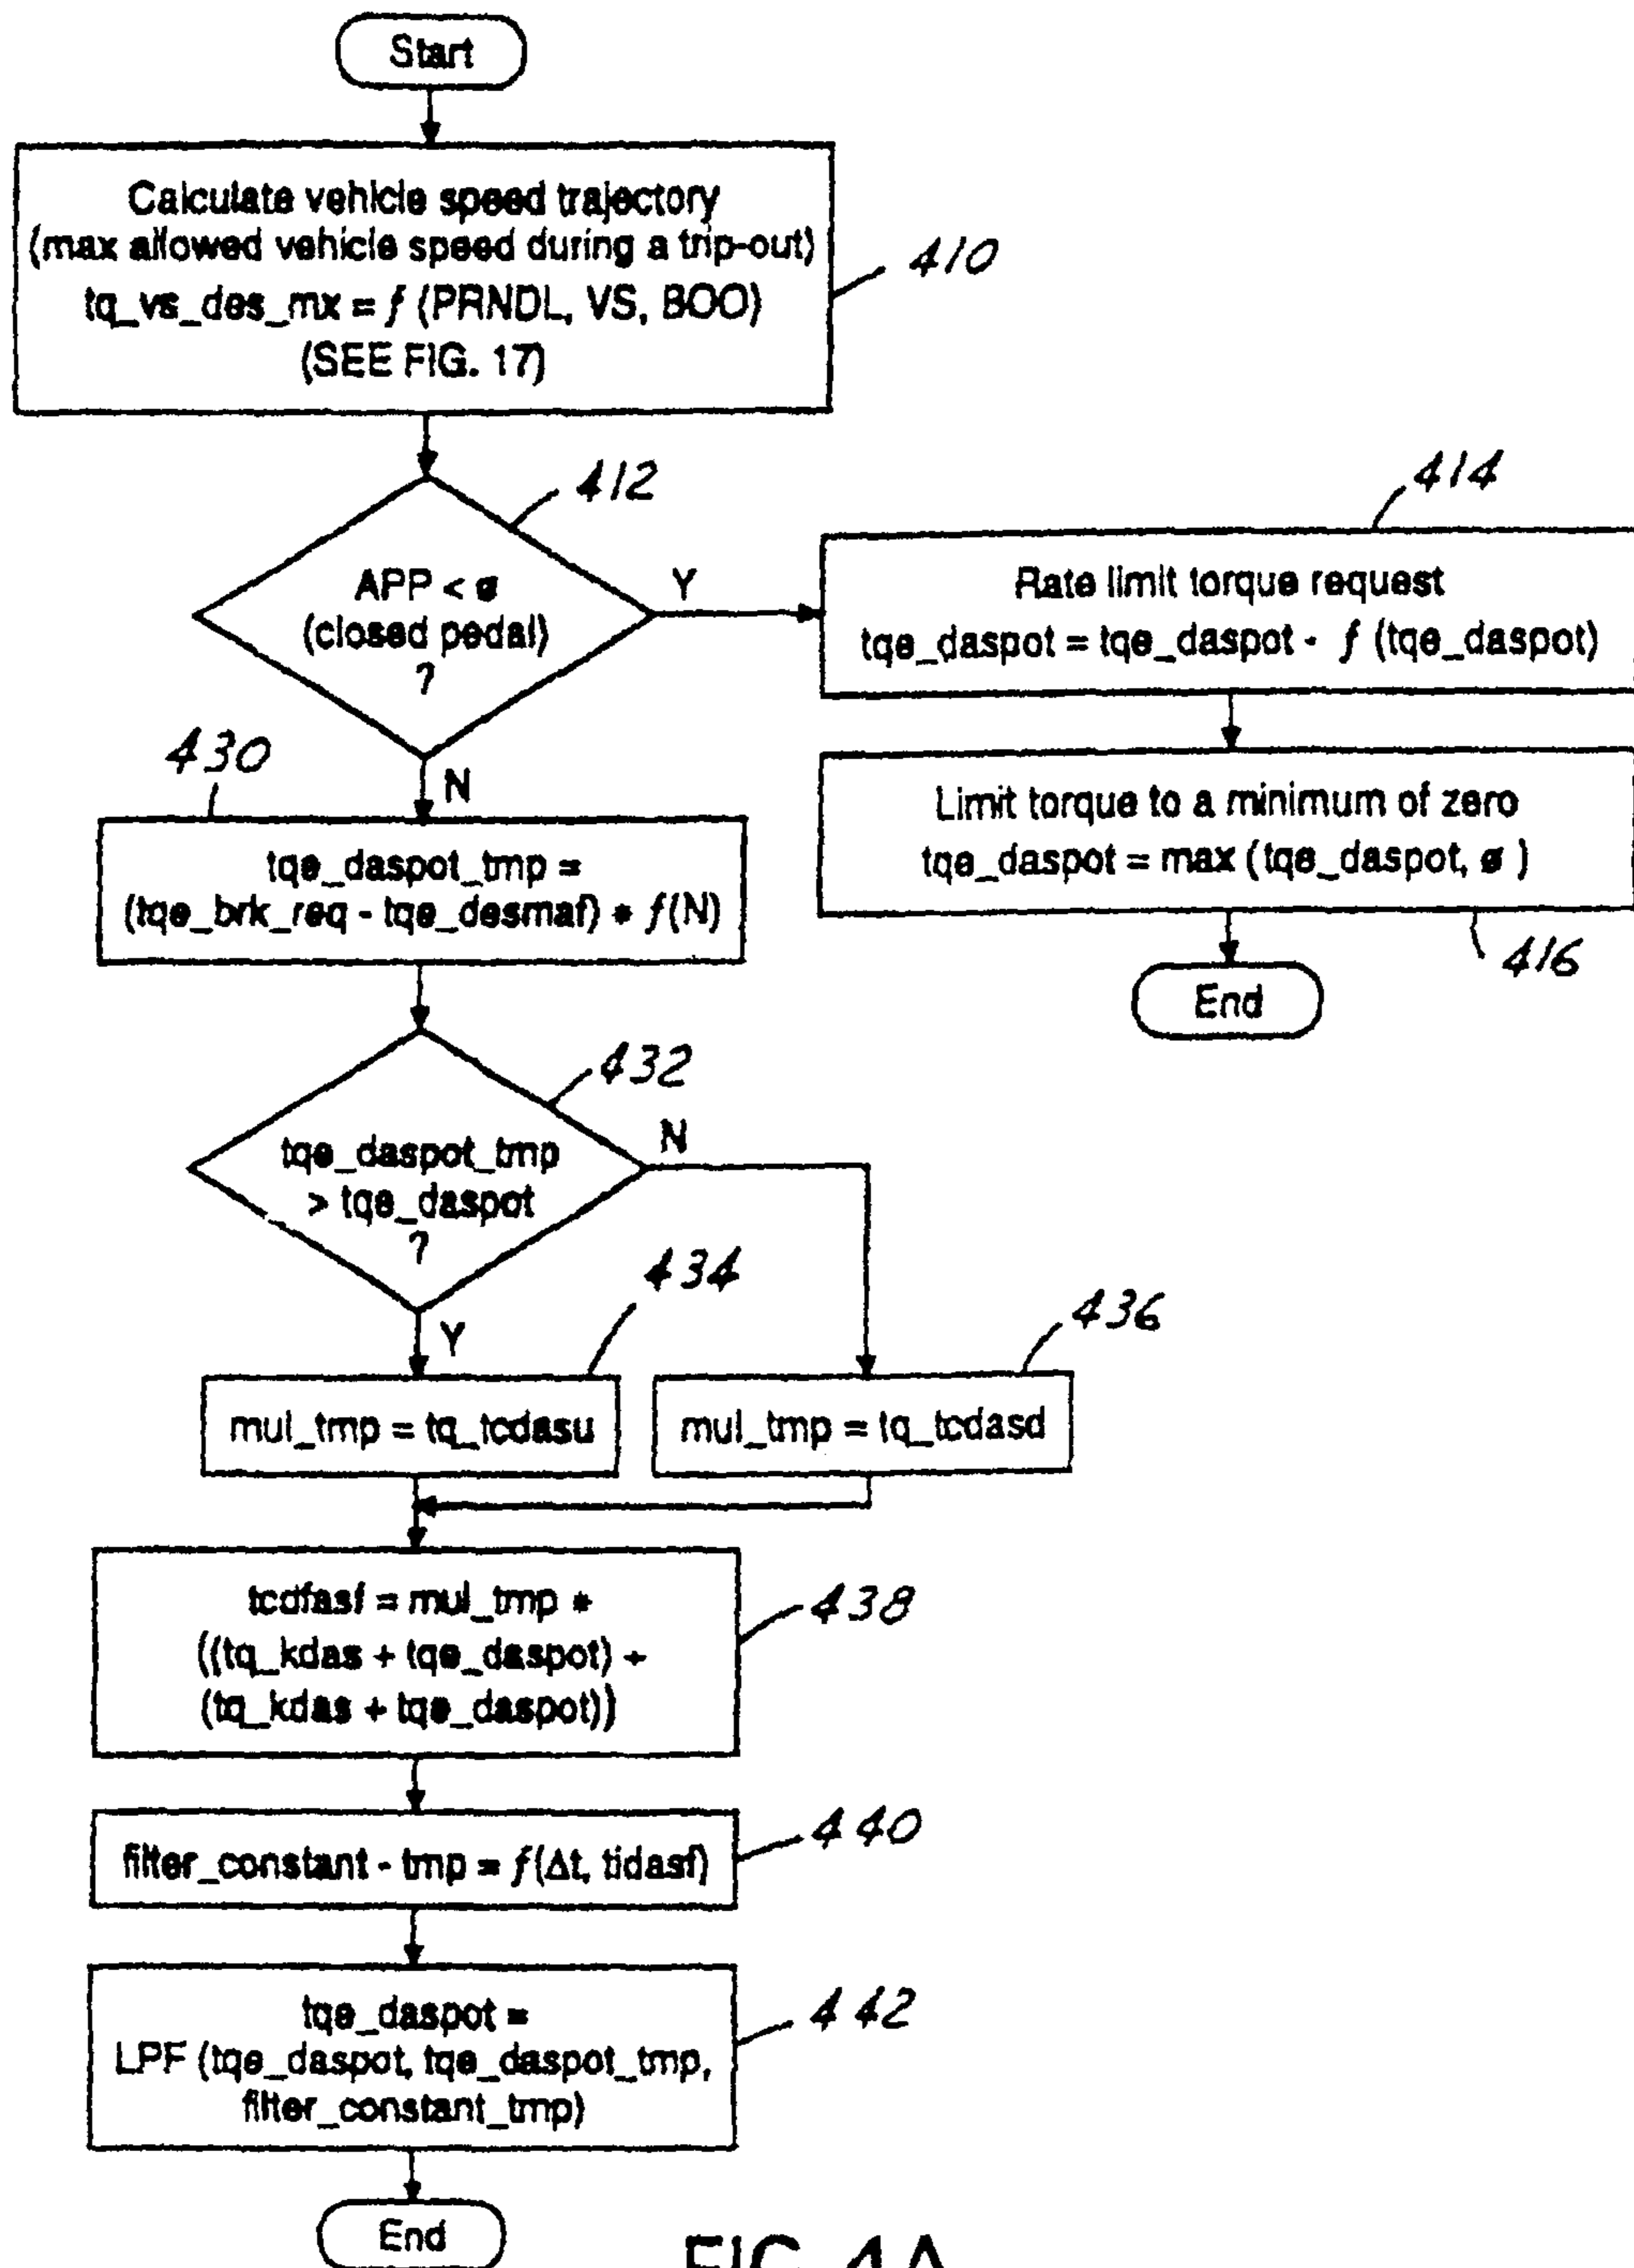 Start
Calculate vehicle speed trajectory
(max allowed vehicle speed during a trip-out)
tq_vs_des_mx = f (PRNDL, VS, BOO)
(SEE FIG. 17)
410
412
APP < ø
(closed pedal)
?
Y
N
414
Rate limit torque request
tqe_daspot = tqe_daspot - f (tqe_daspot)
Limit torque to a minimum of zero
tqe_daspot = max (tqe_daspot, ø )
416
End
430
tqe_daspot_tmp =
(tqe_brk_req - tqe_desmaf) * f(N)
432
tqe_daspot_tmp
> tqe_daspot
?
N
Y
434
mul_tmp = tq_tcdasu
436
mul_tmp = tq_tcdasd
tcdfasf = mul_tmp *
((tq_kdas + tqe_daspot) ÷
(tq_kdas + tqe_daspot))
438
filter_constant - tmp = f(Δt, tidasf)
440
tqe_daspot =
LPF (tqe_daspot, tqe_daspot_tmp,
filter_constant_tmp)
442
End
FIG. 4A